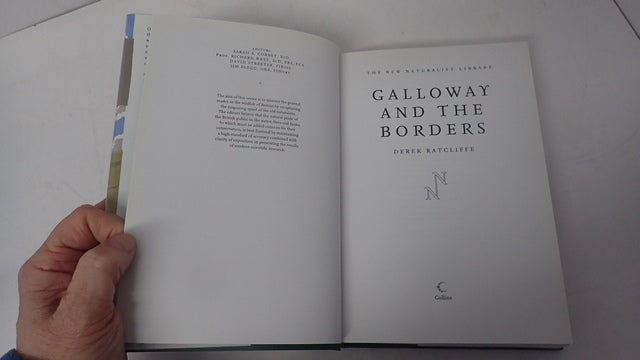 EDITORS
SARAH A. CORBET, ScD
PROF. RICHARD WEST, ScD, FRS, FGS
DAVID STREETER, FIBIOL
JIM FLEGG, OBE, FIHORT
*
The aim of this series is to interest the general
reader in the wildlife of Britain by recapturing
the enquiring spirit of the old naturalists.
The editors believe that the natural pride of
the British public in the native flora and fauna,
to which must be added concern for their
conservation, is best fostered by maintaining
a high standard of accuracy combined with
clarity of exposition in presenting the results
of modern scientific research.
THE NEW NATURALIST LIBRARY
GALLOWAY
AND THE
BORDERS
DEREK RATCLIFFE
NN
Collins